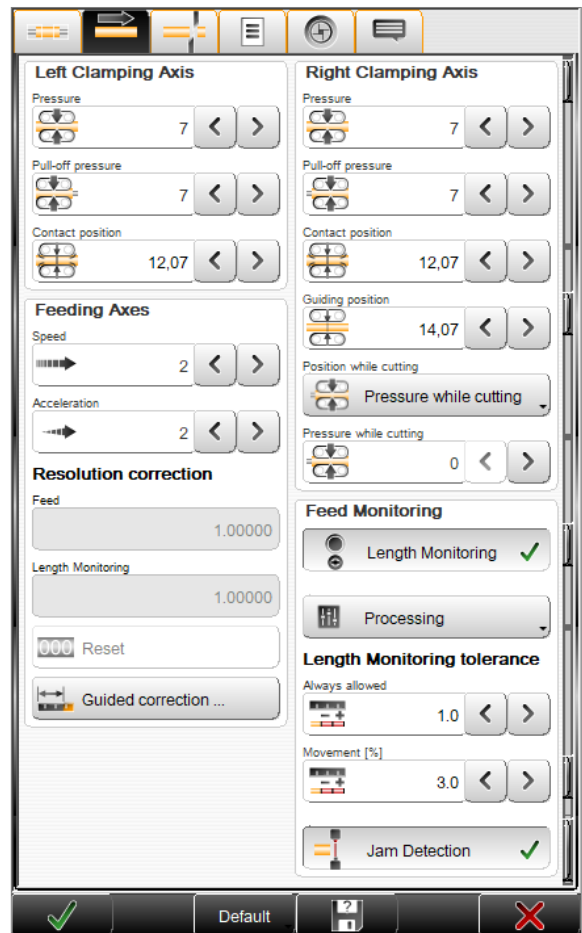 Left Clamping Axis
Pressure
7
Pull-off pressure
7
Contact position
12,07
Feeding Axes
Speed
2
Acceleration
2
Resolution correction
Feed
1.00000
Length Monitoring
1.00000
000 Reset
Guided correction ...
Right Clamping Axis
Pressure
7
Pull-off pressure
7
Contact position
12,07
Guiding position
14,07
Position while cutting
Pressure while cutting
Pressure while cutting
0
Feed Monitoring
Length Monitoring
Processing
Length Monitoring tolerance
Always allowed
1.0
Movement [%]
3.0
Jam Detection
Default
?